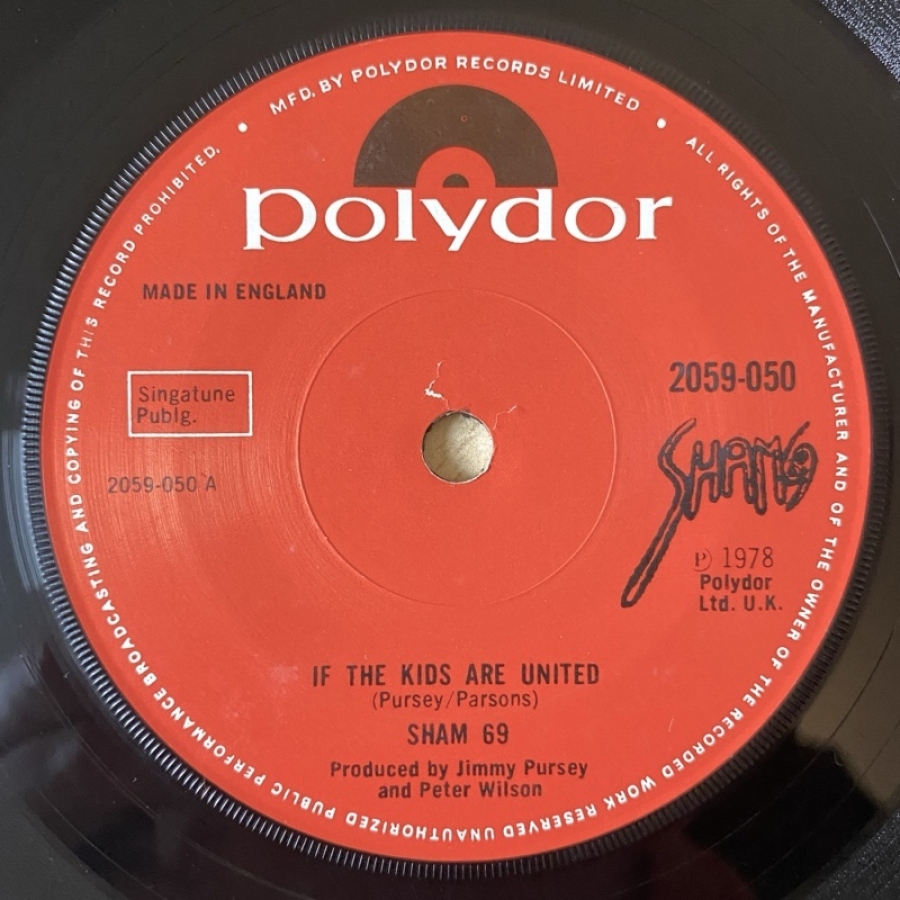 MFD. BY POLYDOR RECORDS LIMITED • ALL RIGHTS OF THE MANUFACTURER AND OF THE OWNER OF THE RECORDED WORK RESERVED UNAUTHORIZED PUBLIC PERFORMANCE BROADCASTING AND COPYING OF THIS RECORD PROHIBITED. •
polydor
MADE IN ENGLAND
Singatune
Publg.
2059-050 A
2059-050
SHAM 69
℗ 1978
Polydor
Ltd. U.K.
IF THE KIDS ARE UNITED
(Pursey/Parsons)
SHAM 69
Produced by Jimmy Pursey
and Peter Wilson